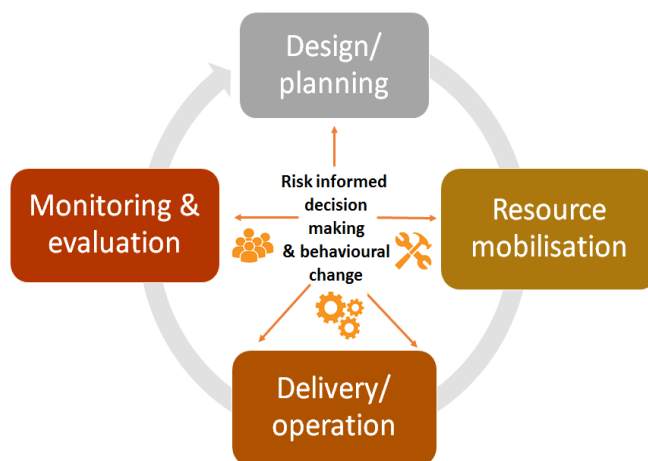 Design/
planning
Risk informed
decision
making
& behavioural
change
Monitoring &
evaluation
Resource
mobilisation
Delivery/
operation